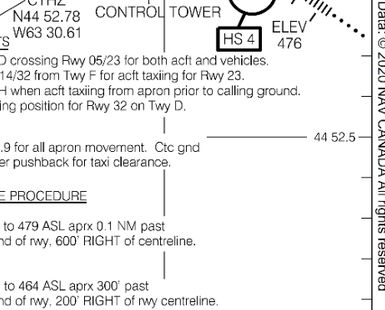 CYHZ
N44 52.78
W63 30.61
CONTROL TOWER
HS 4
ELEV
476
TS
D crossing Rwy 05/23 for both acft and vehicles.
14/32 from Twy F for acft taxiing for Rwy 23.
H when acft taxiing from apron prior to calling ground.
ing position for Rwy 32 on Twy D.
44 52.5
.9 for all apron movement. Ctc gnd
er pushback for taxi clearance.
E PROCEDURE
to 479 ASL aprx 0.1 NM past
nd of rwy, 600' RIGHT of centreline.
to 464 ASL aprx 300' past
nd of rwy, 200' RIGHT of rwy centreline.
Data: © 2020 NAV CANADA All rights reserved